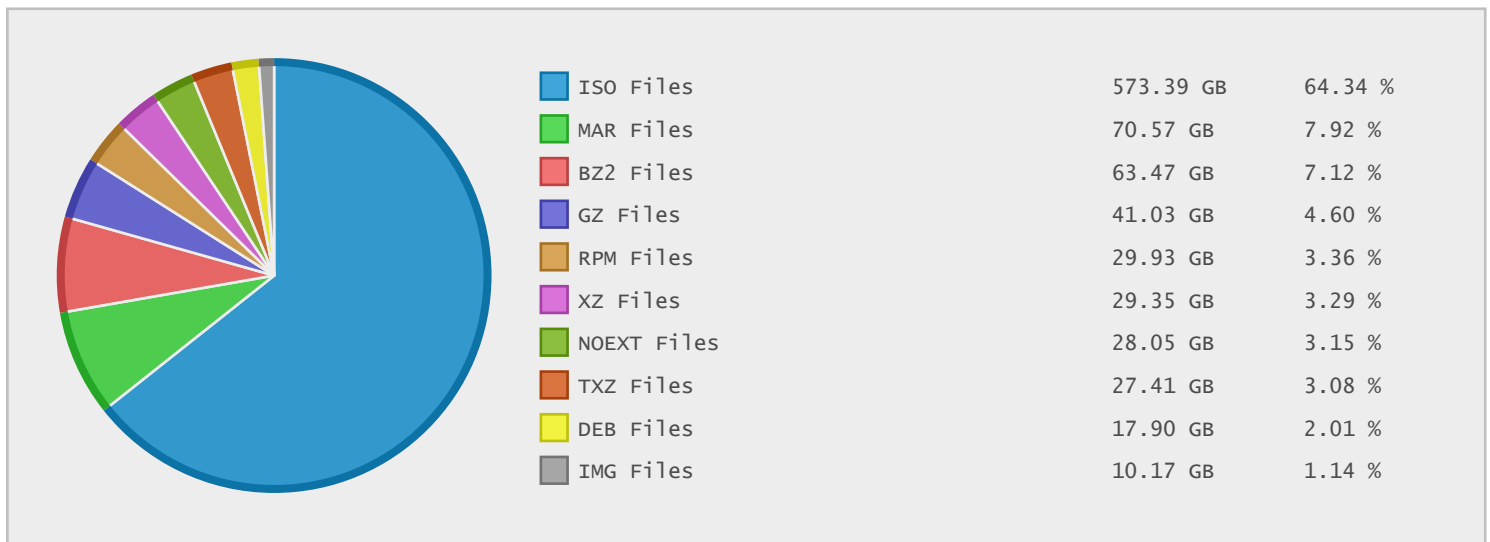 ISO Files 573.39 GB 64.34 %
MAR Files 70.57 GB 7.92 %
BZ2 Files 63.47 GB 7.12 %
GZ Files 41.03 GB 4.60 %
RPM Files 29.93 GB 3.36 %
XZ Files 29.35 GB 3.29 %
NOEXT Files 28.05 GB 3.15 %
TXZ Files 27.41 GB 3.08 %
DEB Files 17.90 GB 2.01 %
IMG Files 10.17 GB 1.14 %